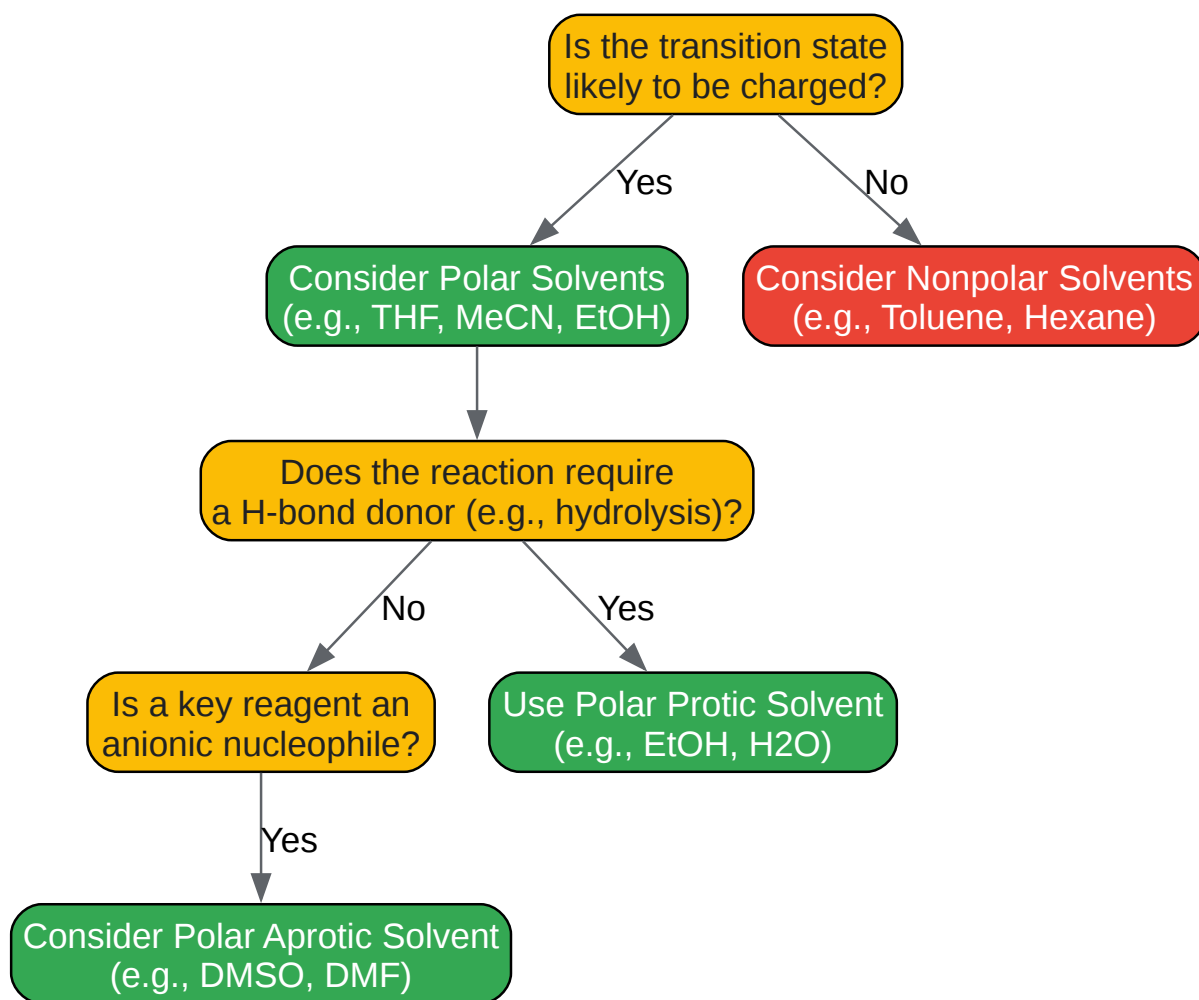 Is the transition state
likely to be charged?
Yes
No
Consider Polar Solvents
(e.g., THF, MeCN, EtOH)
Consider Nonpolar Solvents
(e.g., Toluene, Hexane)
Does the reaction require
a H-bond donor (e.g., hydrolysis)?
No
Yes
Is a key reagent an
anionic nucleophile?
Use Polar Protic Solvent
(e.g., EtOH, H2O)
Yes
Consider Polar Aprotic Solvent
(e.g., DMSO, DMF)